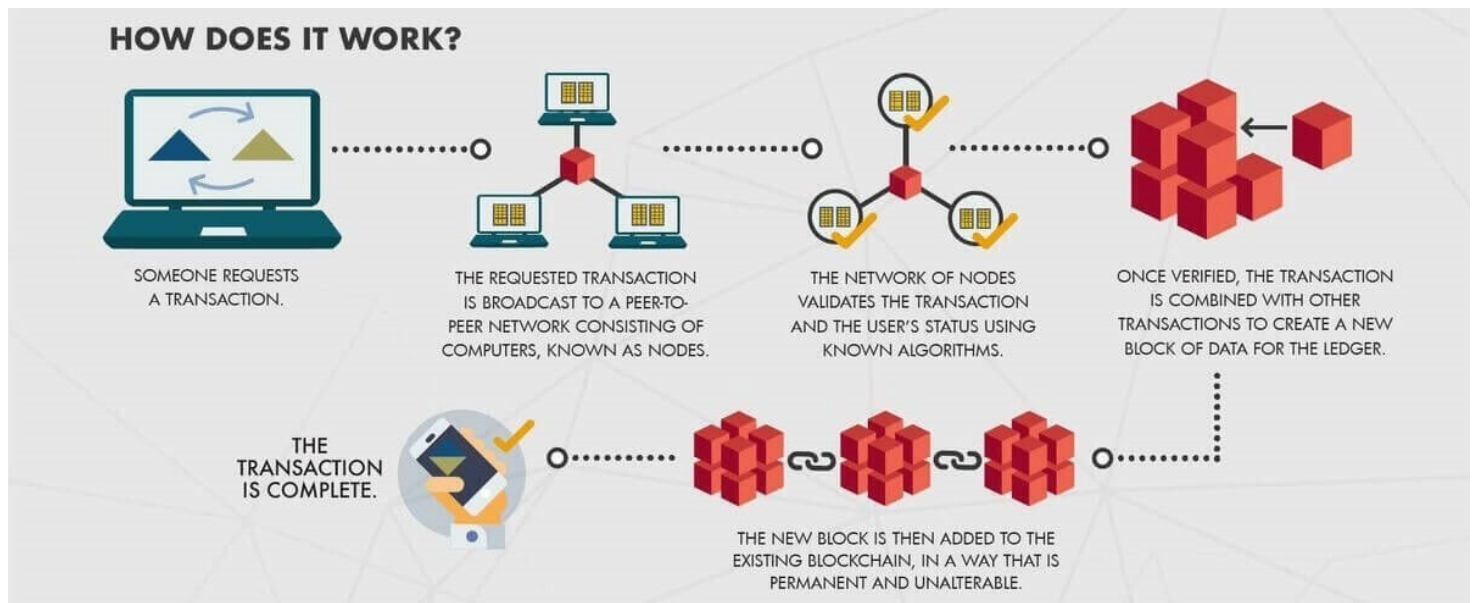 HOW DOES IT WORK?
SOMEONE REQUESTS
A TRANSACTION.
THE REQUESTED TRANSACTION
IS BROADCAST TO A PEER-TO-
PEER NETWORK CONSISTING OF
COMPUTERS, KNOWN AS NODES.
THE NETWORK OF NODES
VALIDATES THE TRANSACTION
AND THE USER'S STATUS USING
KNOWN ALGORITHMS.
ONCE VERIFIED, THE TRANSACTION
IS COMBINED WITH OTHER
TRANSACTIONS TO CREATE A NEW
BLOCK OF DATA FOR THE LEDGER.
THE NEW BLOCK IS THEN ADDED TO THE
EXISTING BLOCKCHAIN, IN A WAY THAT IS
PERMANENT AND UNALTERABLE.
THE
TRANSACTION
IS COMPLETE.